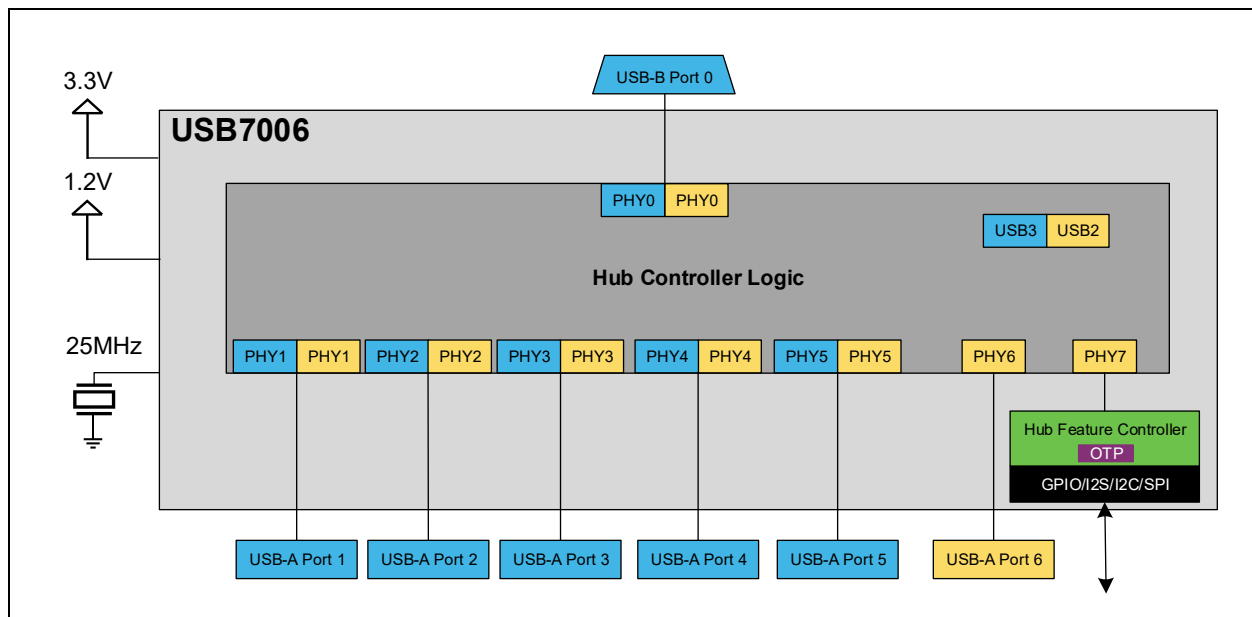 USB-B Port 0
3.3V
USB7006
1.2V
PHY0 PHY0
USB3 USB2
Hub Controller Logic
25MHz
PHY1 PHY1 PHY2 PHY2 PHY3 PHY3 PHY4 PHY4 PHY5 PHY5 PHY6 PHY7
Hub Feature Controller
OTP
GPIO/I2S/I2C/SPI
USB-A Port 1 USB-A Port 2 USB-A Port 3 USB-A Port 4 USB-A Port 5 USB-A Port 6